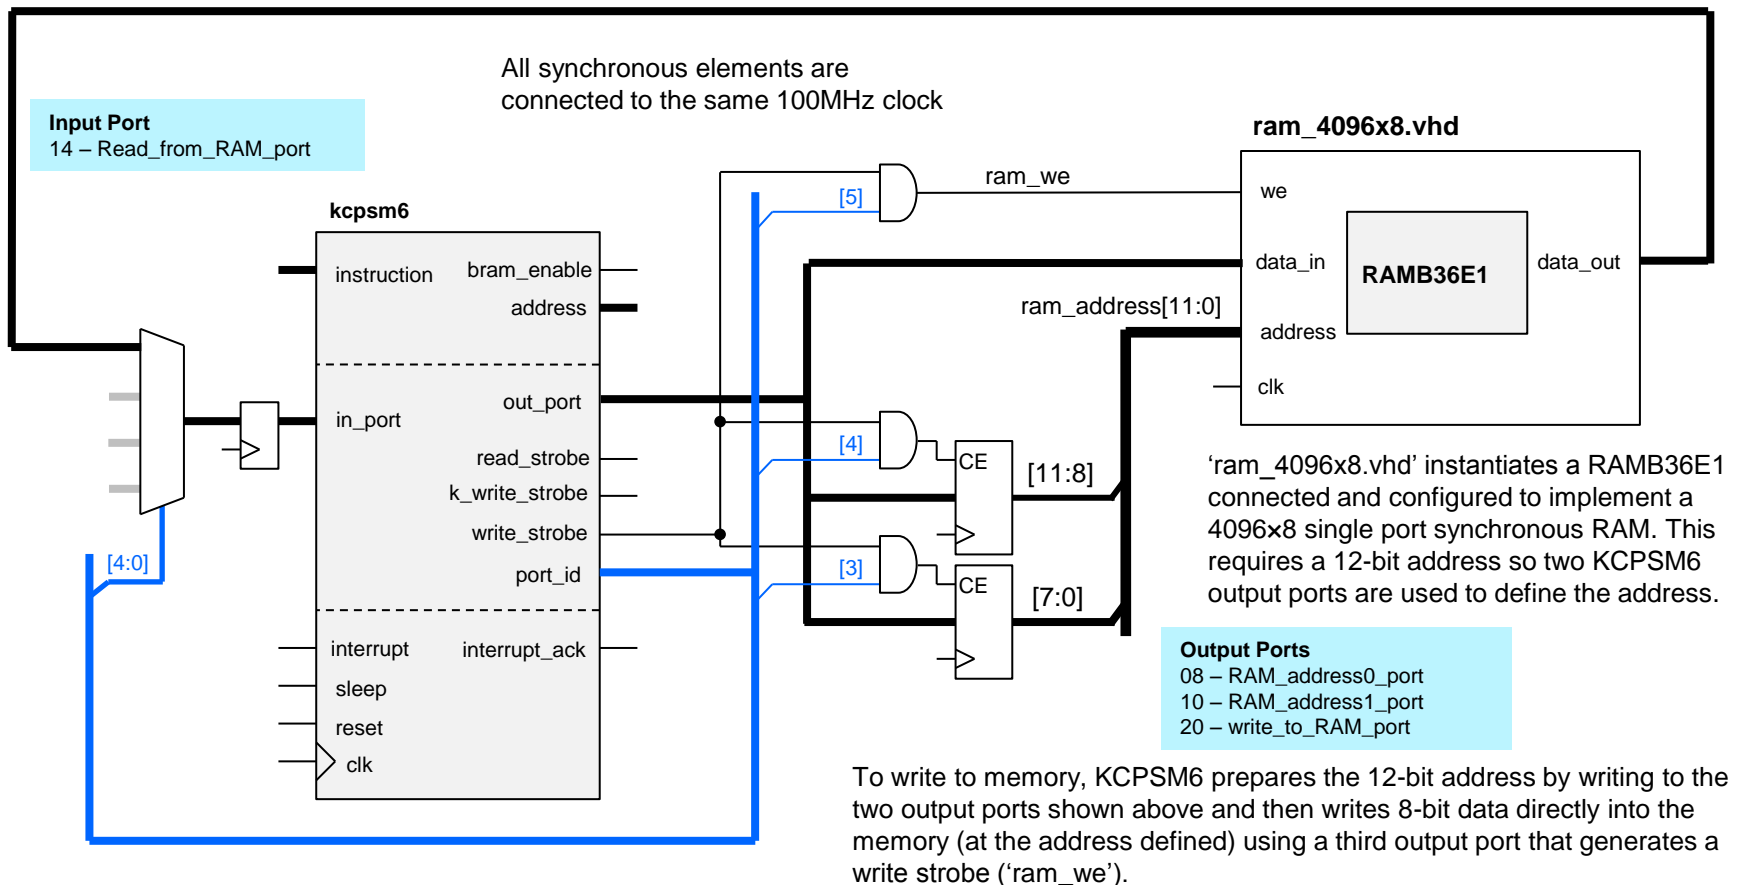 All synchronous elements are
connected to the same 100MHz clock
Input Port
14 – Read_from_RAM_port
ram_4096x8.vhd
ram_we
[5]
we
kcpsm6
instruction
bram_enable
address
data_in
RAMB36E1
data_out
ram_address[11:0]
address
clk
in_port
out_port
[4]
CE
[11:8]
read_strobe
k_write_strobe
write_strobe
port_id
[4:0]
[3]
CE
[7:0]
‘ram_4096x8.vhd’ instantiates a RAMB36E1
connected and configured to implement a
4096×8 single port synchronous RAM. This
requires a 12-bit address so two KCPSM6
output ports are used to define the address.
interrupt
interrupt_ack
sleep
reset
clk
Output Ports
08 – RAM_address0_port
10 – RAM_address1_port
20 – write_to_RAM_port
To write to memory, KCPSM6 prepares the 12-bit address by writing to the
two output ports shown above and then writes 8-bit data directly into the
memory (at the address defined) using a third output port that generates a
write strobe (‘ram_we’).